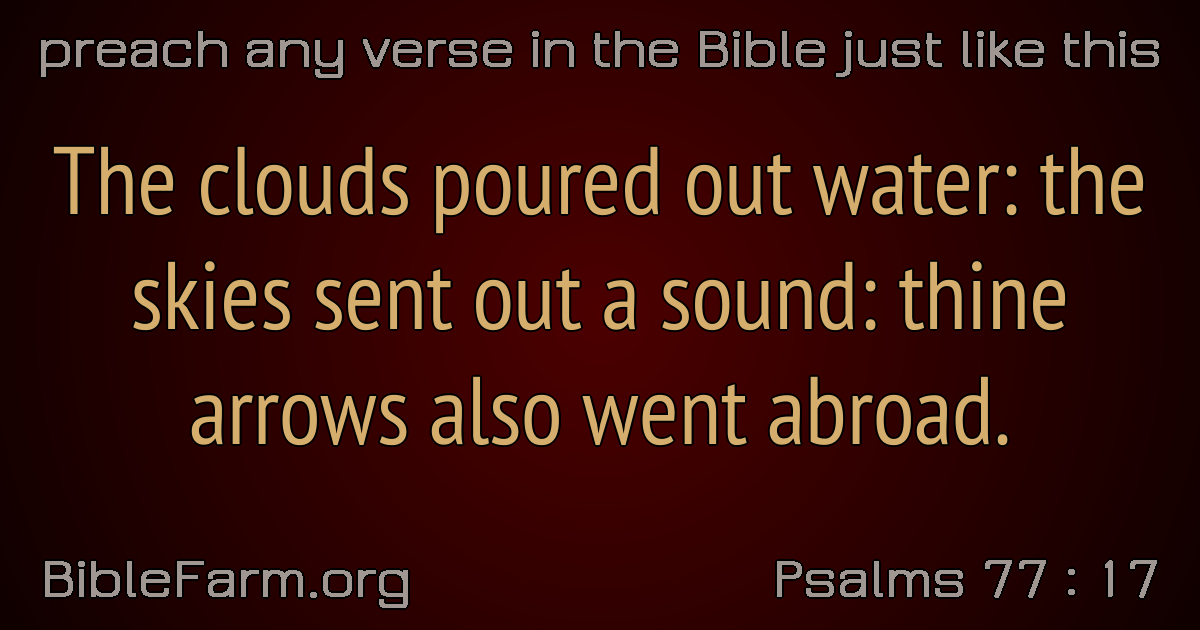 preach any verse in the Bible just like this
The clouds poured out water: the
skies sent out a sound: thine
arrows also went abroad.
BibleFarm.org
Psalms 77 : 17